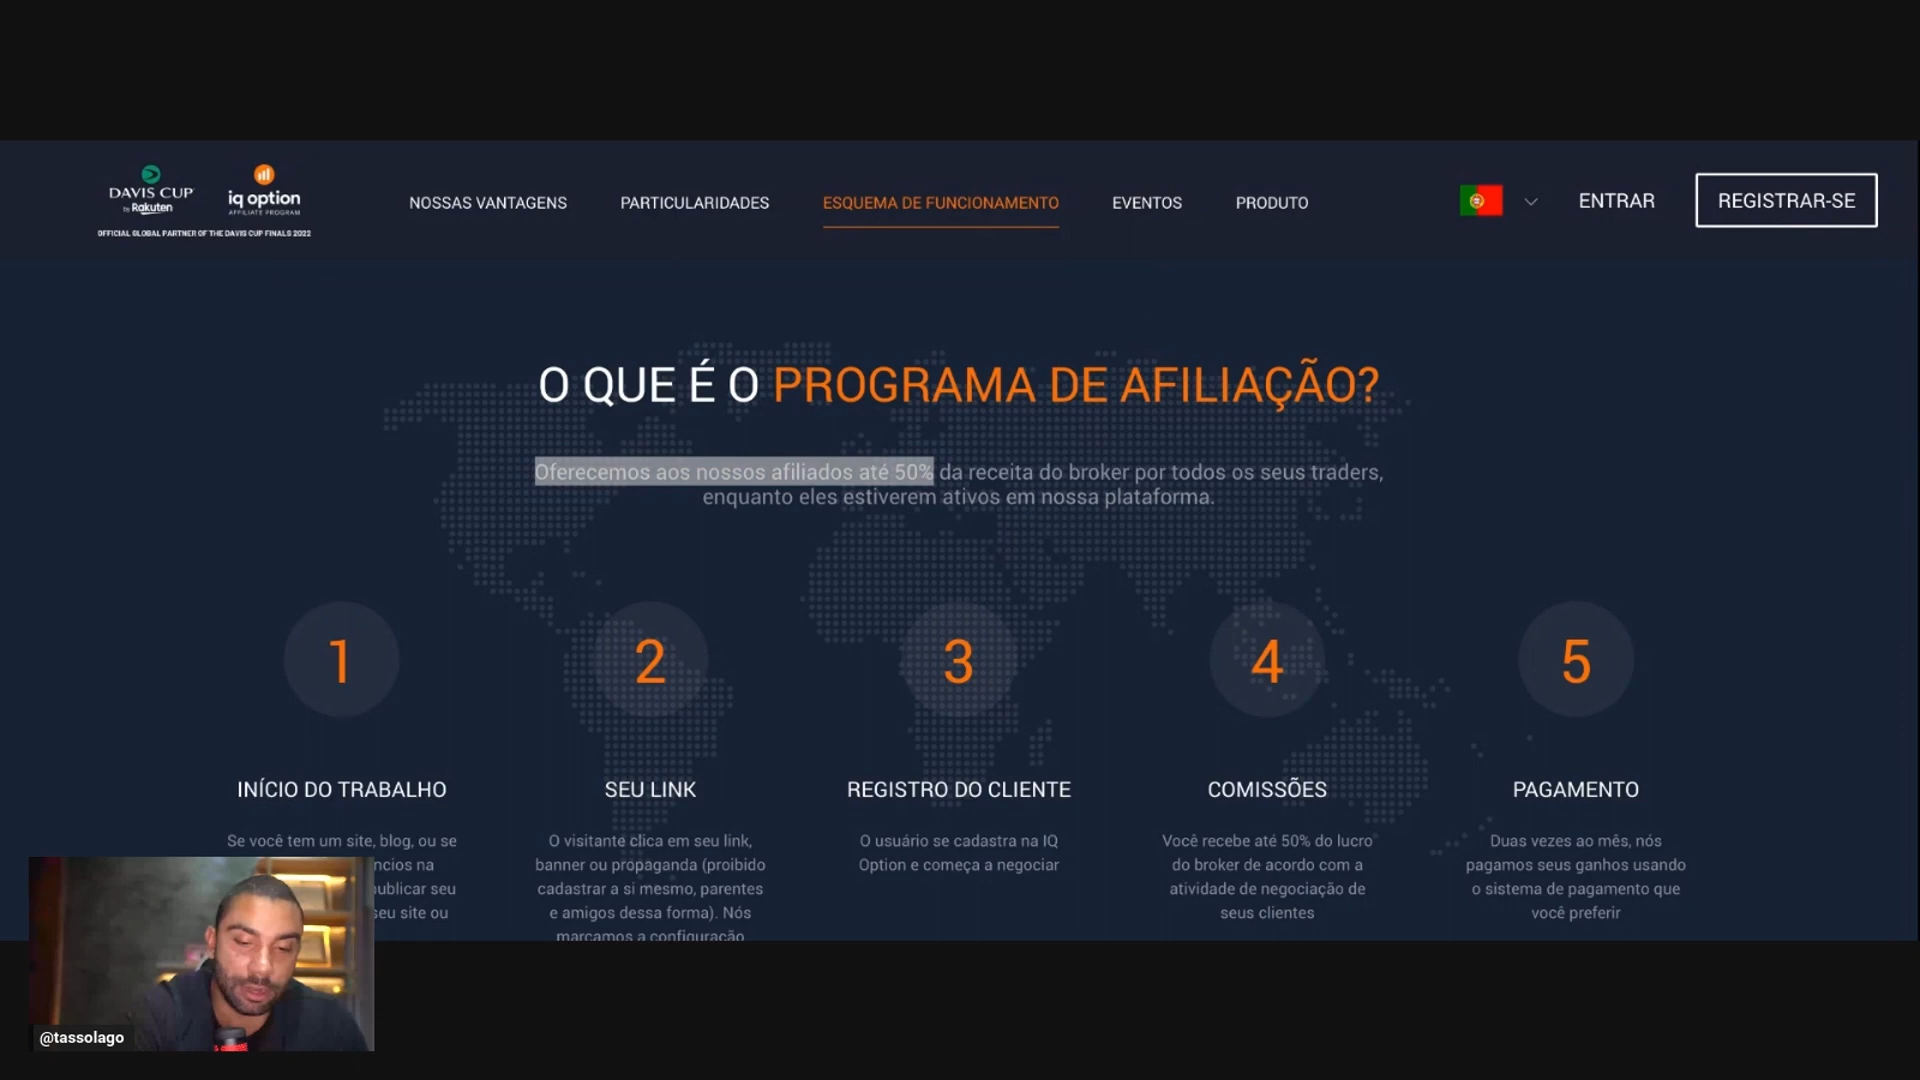 DAVIS CUP
by Rakuten
iq option
AFFILIATE PROGRAM
OFFICIAL GLOBAL PARTNER OF THE DAVIS CUP FINALS 2022
NOSSAS VANTAGENS
PARTICULARIDADES
ESQUEMA DE FUNCIONAMENTO
EVENTOS
PRODUTO
ENTRAR
REGISTRAR-SE
O QUE É O PROGRAMA DE AFILIAÇÃO?
Oferecemos aos nossos afiliados até 50% da receita do broker por todos os seus traders,
enquanto eles estiverem ativos em nossa plataforma.
1
INÍCIO DO TRABALHO
Se você tem um site, blog, ou se
ncios na
publicar seu
seu site ou
2
SEU LINK
O visitante clica em seu link,
banner ou propaganda (proibido
cadastrar a si mesmo, parentes
e amigos dessa forma). Nós
marcamos a configuração
3
REGISTRO DO CLIENTE
O usuário se cadastra na IQ
Option e começa a negociar
4
COMISSÕES
Você recebe até 50% do lucro
do broker de acordo com a
atividade de negociação de
seus clientes
5
PAGAMENTO
Duas vezes ao mês, nós
pagamos seus ganhos usando
o sistema de pagamento que
você preferir
@tassolago